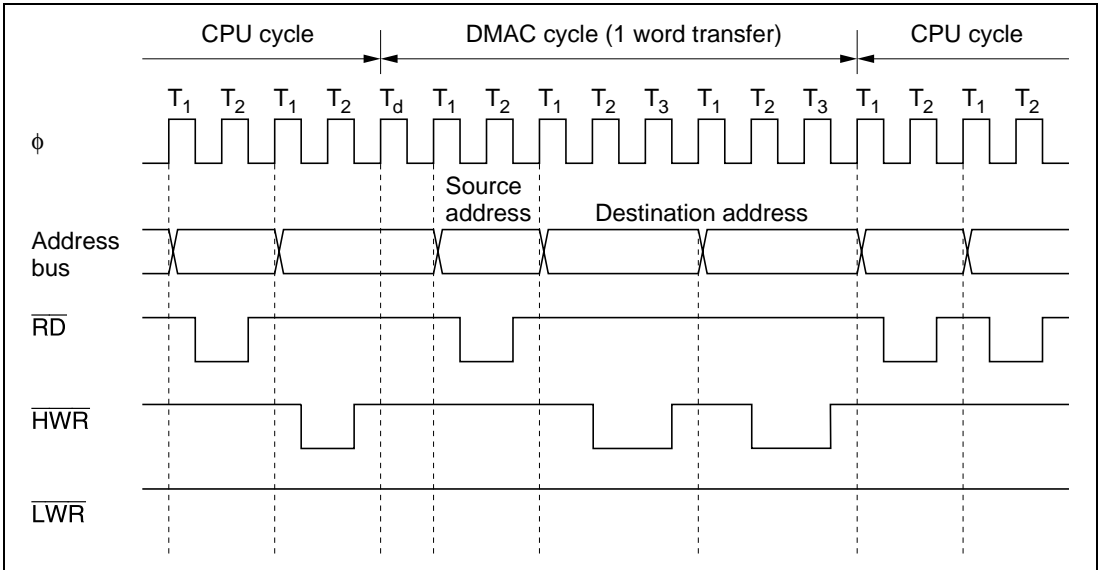 CPU cycle DMAC cycle (1 word transfer) CPU cycle
T1 T2 T1 T2 Td T1 T2 T1 T2 T3 T1 T2 T3 T1 T2 T1 T2
ϕ
Source
address Destination address
Address
bus
RD
HWR
LWR